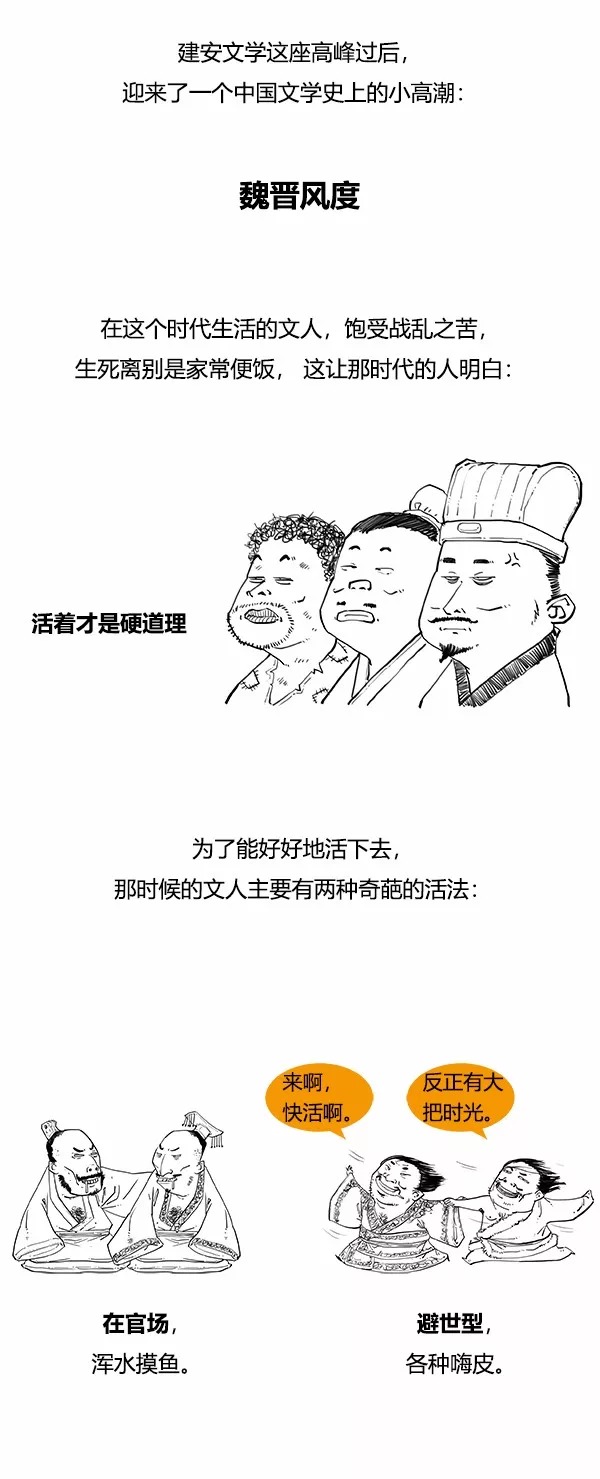 建安文学这座高峰过后，
迎来了一个中国文学史上的小高潮：
魏晋风度
在这个时代生活的文人，饱受战乱之苦，
生死离别是家常便饭， 这让那时代的人明白：
活着才是硬道理
为了能好好地活下去，
那时候的文人主要有两种奇葩的活法：
来啊，
快活啊。
反正有大
把时光。
在官场，
浑水摸鱼。
避世型，
各种嗨皮。